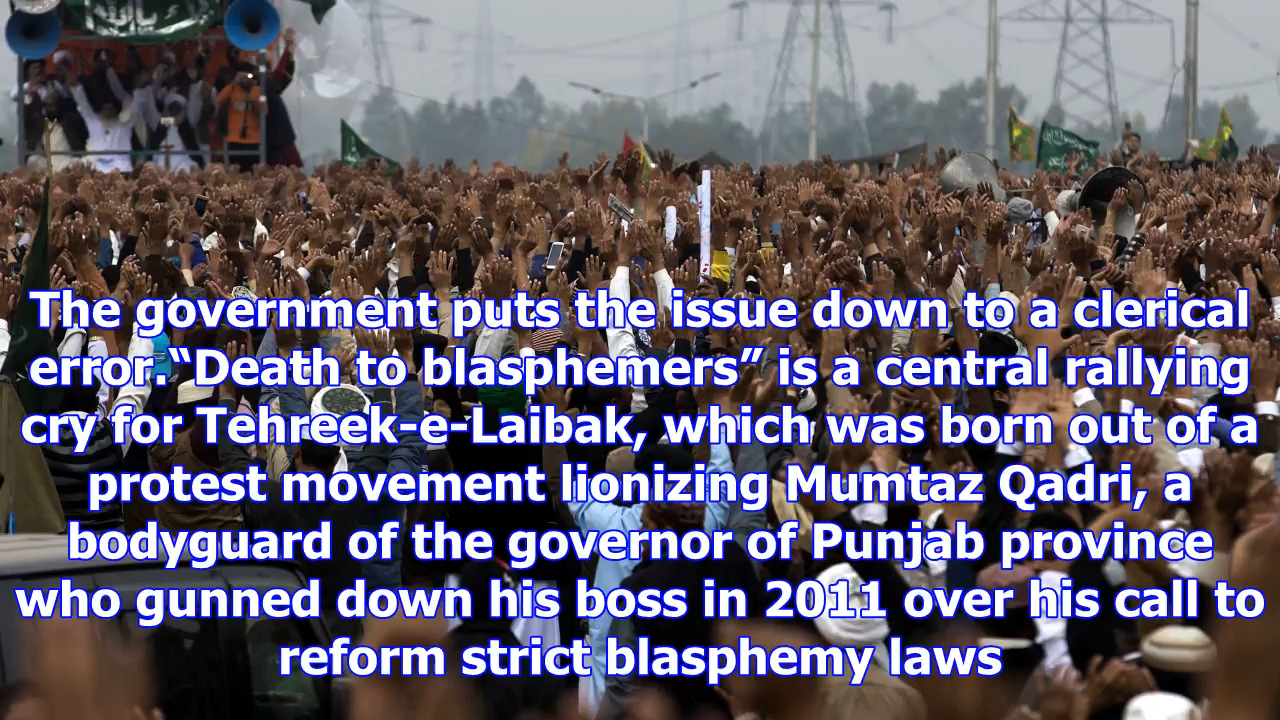 The government puts the issue down to a clerical
error.“Death to blasphemers” is a central rallying
cry for Tehreek-e-Laibak, which was born out of a
protest movement lionizing Mumtaz Qadri, a
bodyguard of the governor of Punjab province
who gunned down his boss in 2011 over his call to
reform strict blasphemy laws